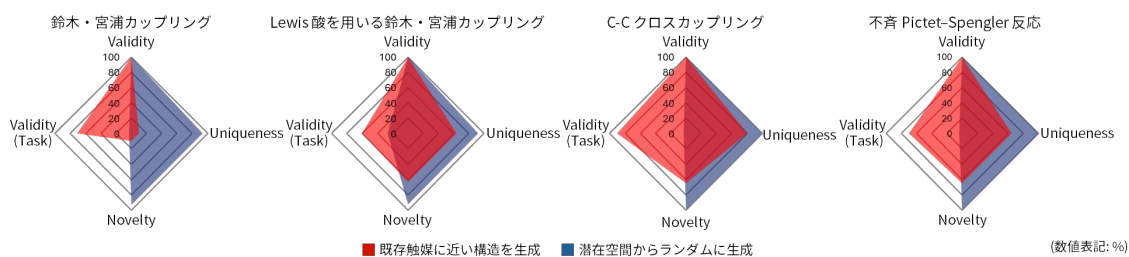 鈴木・宮浦カップリング
Validity
100
80
60
40
20
0
Validity
(Task)
Uniqueness
Novelty
Lewis 酸を用いる鈴木・宮浦カップリング
Validity
100
80
60
40
20
0
Validity
(Task)
Uniqueness
Novelty
C-C クロスカップリング
Validity
100
80
60
40
20
0
Validity
(Task)
Uniqueness
Novelty
不斉 Pictet–Spengler 反応
Validity
100
80
60
40
20
0
Validity
(Task)
Uniqueness
Novelty
既存触媒に近い構造を生成
潜在空間からランダムに生成
(数値表記: %)